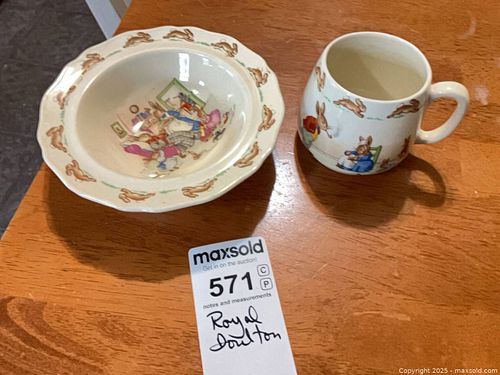 maxsold
Get in on the auction!
571
C
P
notes and measurements
Royal
Doulton
Copyright 2025 - maxsold.com